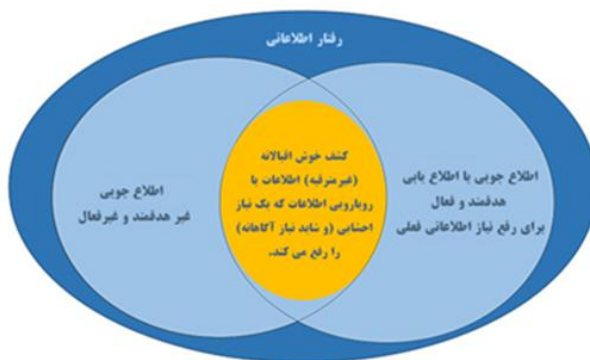 رفتار اطلاعاتی
اطلاع جویی یا اطلاع یابی
هدفمند و فعال
برای رفع نیاز اطلاعاتی فعلی
کشف خوش اقبالانه
(غیرمترقبه) اطلاعات یا
رویارویی اطلاعات که یک نیاز
احشایی (و شاید نیاز آگاهانه)
را رفع می کند.
اطلاع جویی
غیر هدفمند و غیرفعال